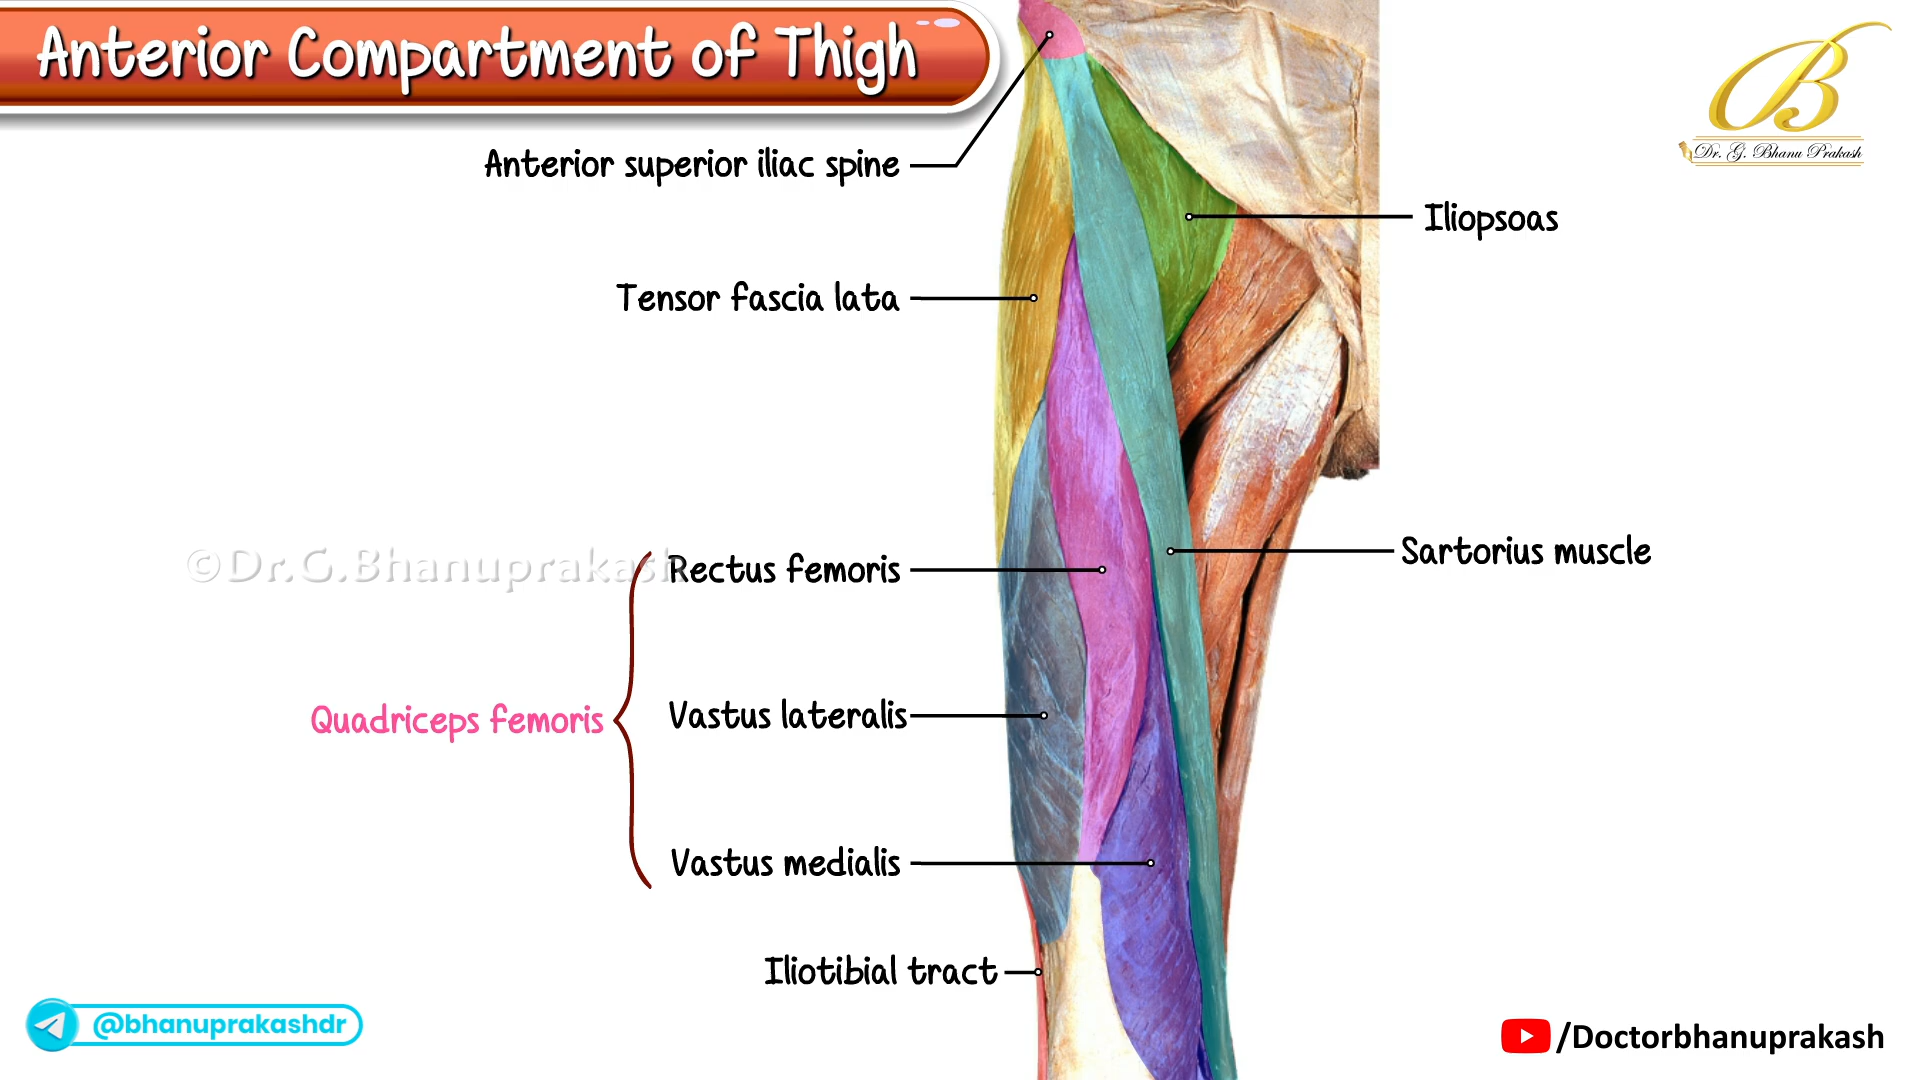 Anterior Compartment of Thigh
Dr. G. Bhanu Prakash
Anterior superior iliac spine
Iliopsoas
Tensor fascia lata
Sartorius muscle
©Dr.G.Bhanuprakash
Rectus femoris
Quadriceps femoris
Vastus lateralis
Vastus medialis
Iliotibial tract
@bhanuprakashdr
/Doctorbhanuprakash